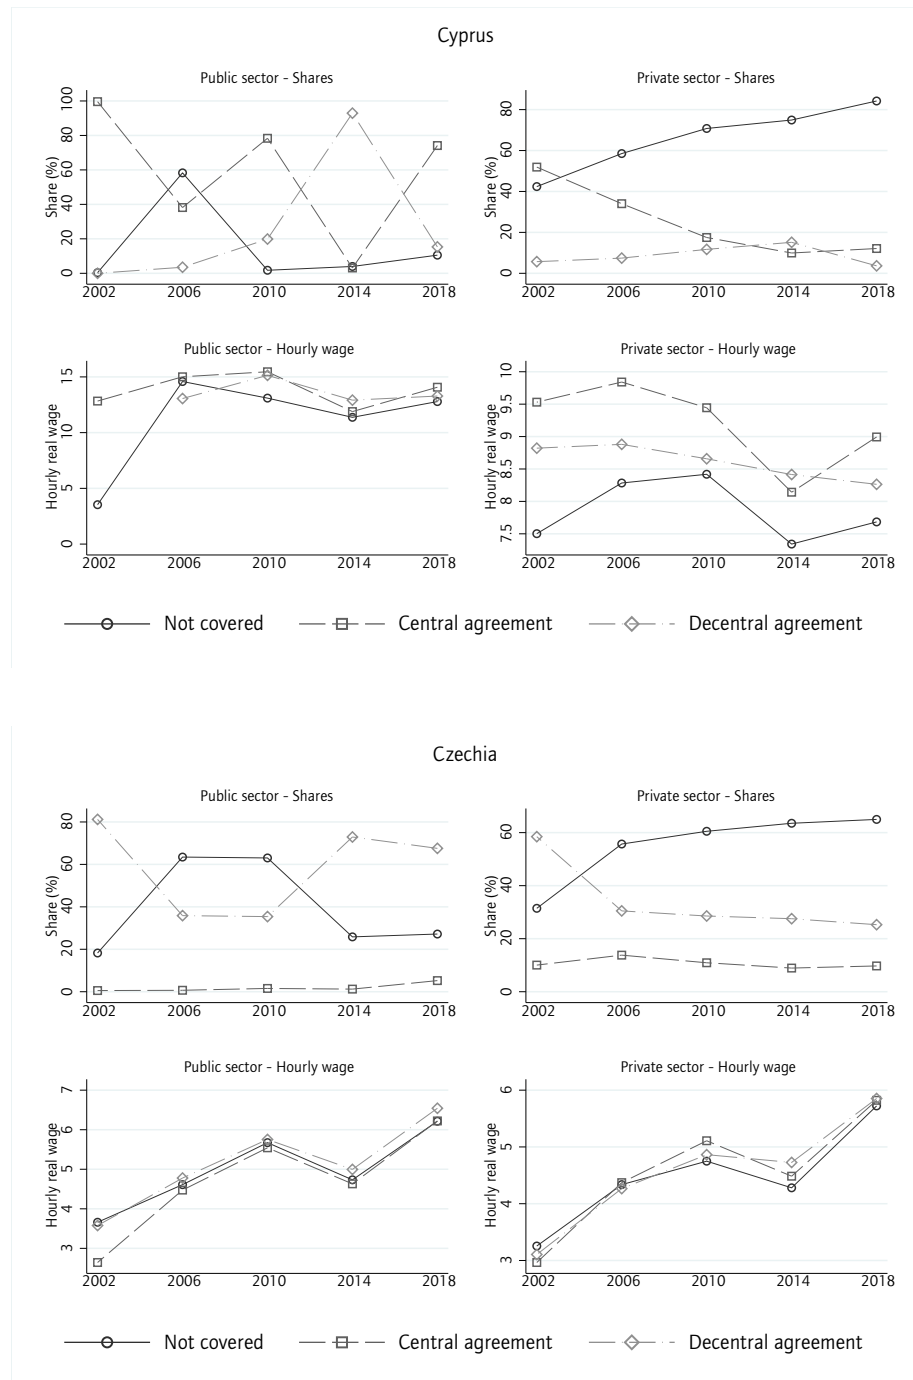 Cyprus
Public sector - Shares
Private sector - Shares
Share (%)
0 20 40 60 80 100
2002 2006 2010 2014 2018
Share (%)
0 20 40 60 80
2002 2006 2010 2014 2018
Public sector - Hourly wage
Private sector - Hourly wage
Hourly real wage
0 5 10 15
2002 2006 2010 2014 2018
Hourly real wage
7.5 8 8.5 9 9.5 10
2002 2006 2010 2014 2018
Not covered Central agreement Decentral agreement
Czechia
Public sector - Shares
Private sector - Shares
Share (%)
0 20 40 60 80
2002 2006 2010 2014 2018
Share (%)
0 20 40 60
2002 2006 2010 2014 2018
Public sector - Hourly wage
Private sector - Hourly wage
Hourly real wage
3 4 5 6 7
2002 2006 2010 2014 2018
Hourly real wage
3 4 5 6
2002 2006 2010 2014 2018
Not covered Central agreement Decentral agreement